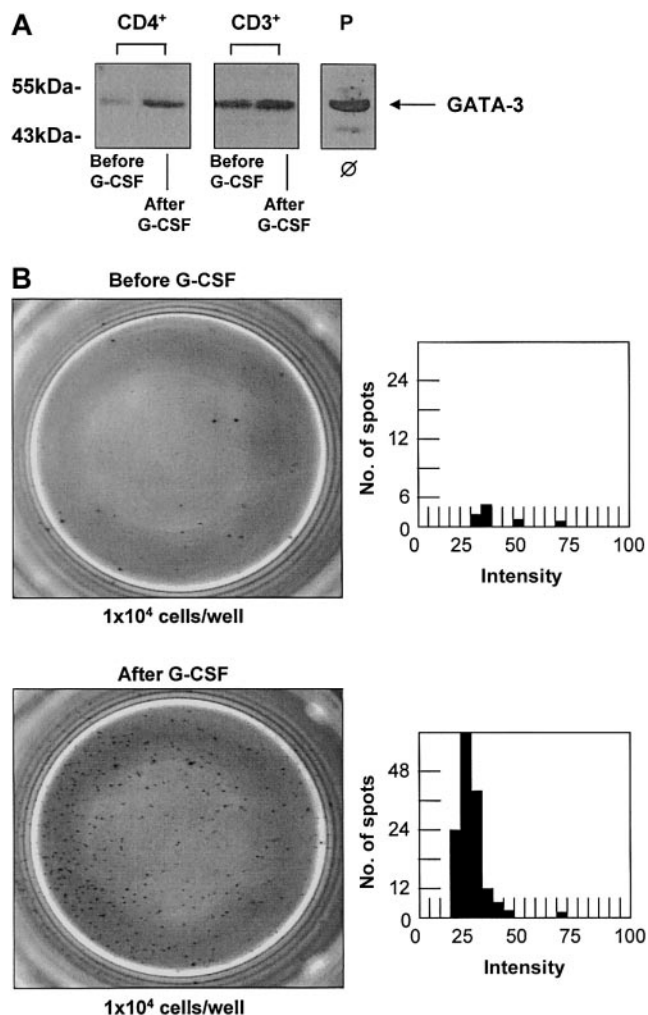 A
CD4⁺ CD3⁺ P
55kDa-
43kDa-
GATA-3
Before G-CSF
After G-CSF
Before G-CSF
After G-CSF
Ø
B
Before G-CSF
1x10⁴ cells/well
No. of spots
24
12
6
0
0 25 50 75 100
Intensity
After G-CSF
1x10⁴ cells/well
No. of spots
48
24
12
0
0 25 50 75 100
Intensity